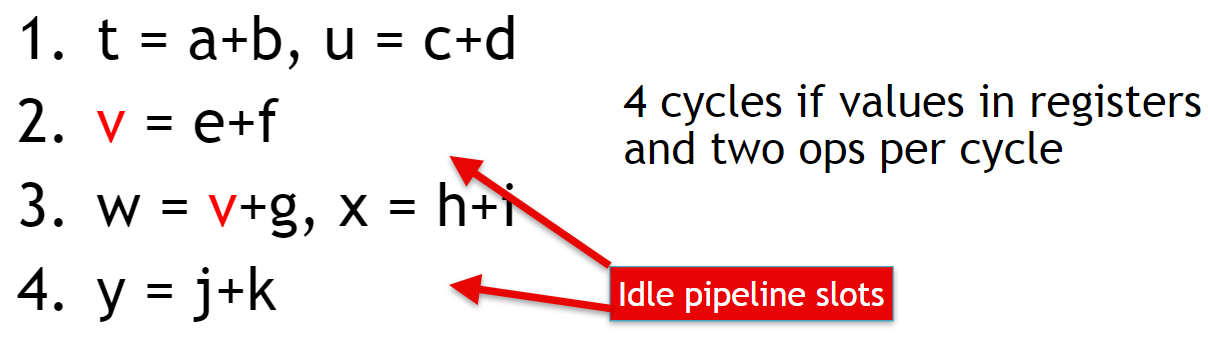 1. t = a+b, u = c+d
2. v = e+f
3. w = v+g, x = h+i
4. y = j+k
4 cycles if values in registers
and two ops per cycle
Idle pipeline slots